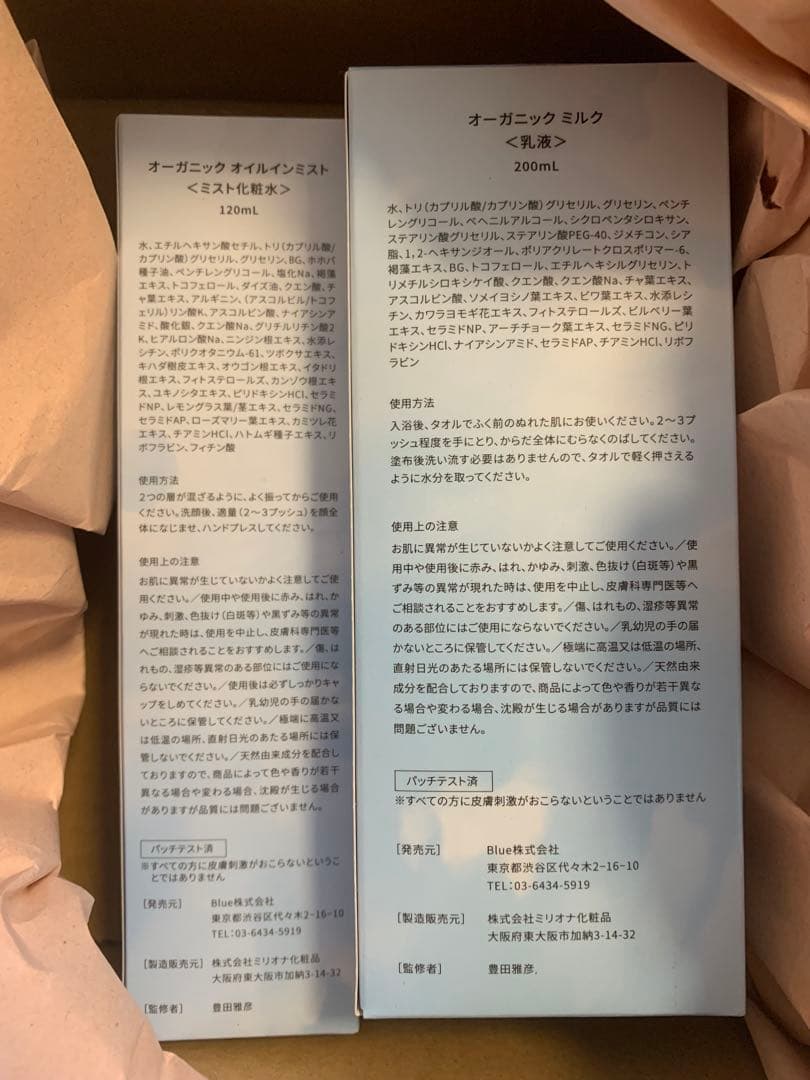 オーガニック オイルインミスト
＜ミスト化粧水＞
120mL
水、エチルヘキサン酸セチル、トリ(カプリル酸/
カプリン酸)グリセリル、グリセリン、BG、ホホバ
種子油、ペンチレングリコール、塩化Na、褐藻
エキス、トコフェロール、ダイズ油、クエン酸、チ
ャ葉エキス、アルギニン、(アスコルビル/トコフ
ェリル)リン酸K、アスコルビン酸、ナイアシンア
ミド、酸化銀、クエン酸Na、グリチルリチン酸2
K、ヒアルロン酸Na、ニンジン根エキス、水添レ
シチン、ポリクオタニウム-61、ツボクサエキス、
キハダ樹皮エキス、オウゴン根エキス、イタドリ
根エキス、フィトステロールズ、カンゾウ根エキ
ス、ユキノシタエキス、ピリドキシンHCl、セラミ
ドNP、レモングラス葉/茎エキス、セラミドNG、
セラミドAP、ローズマリー葉エキス、カミツレ花
エキス、チアミンHCl、ハトムギ種子エキス、リ
ボフラビン、フィチン酸
使用方法
2つの層が混ざるように、よく振ってからご使用
ください。洗顔後、適量(2〜3プッシュ)を顔全
体になじませ、ハンドプレスしてください。
使用上の注意
お肌に異常が生じていないかよく注意してご使
用ください。／使用中や使用後に赤み、はれ、か
ゆみ、刺激、色抜け(白斑等)や黒ずみ等の異常
が現れた時は、使用を中止し、皮膚科専門医等
へご相談されることをおすすめします。／傷、は
れもの、湿疹等異常のある部位にはご使用にな
らないでください。／使用後は必ずしっかりキャ
ップをしめてください。／乳幼児の手の届かな
いところに保管してください。／極端に高温又
は低温の場所、直射日光のあたる場所には保
管しないでください。／天然由来成分を配合し
ておりますので、商品によって色や香りが若干
異なる場合や変わる場合、沈殿が生じる場合
がありますが品質には問題ございません。
パッチテスト済
※すべての方に皮膚刺激がおこらないというこ
とではありません
[発売元] Blue株式会社
東京都渋谷区代々木2-16-10
TEL:03-6434-5919
[製造販売元] 株式会社ミリオナ化粧品
大阪府東大阪市加納3-14-32
[監修者] 豊田雅彦
オーガニック ミルク
＜乳液＞
200mL
水、トリ(カプリル酸/カプリン酸)グリセリル、グリセリン、ペンチ
レングリコール、ベヘニルアルコール、シクロペンタシロキサン、
ステアリン酸グリセリル、ステアリン酸PEG-40、ジメチコン、シア
脂、1,2-ヘキサンジオール、ポリアクリレートクロスポリマー-6、
褐藻エキス、BG、トコフェロール、エチルヘキシルグリセリン、ト
リメチルシロキシケイ酸、クエン酸、クエン酸Na、チャ葉エキス、
アスコルビン酸、ソメイヨシノ葉エキス、ビワ葉エキス、水添レシ
チン、カワラヨモギ花エキス、フィトステロールズ、ビルベリー葉
エキス、セラミドNP、アーチチョーク葉エキス、セラミドNG、ピリ
ドキシンHCl、ナイアシンアミド、セラミドAP、チアミンHCl、リボフ
ラビン
使用方法
入浴後、タオルでふく前のぬれた肌にお使いください。2〜3プ
ッシュ程度を手にとり、からだ全体にむらなくのばしてください。
塗布後洗い流す必要はありませんので、タオルで軽く押さえる
ように水分を取ってください。
使用上の注意
お肌に異常が生じていないかよく注意してご使用ください。／使
用中や使用後に赤み、はれ、かゆみ、刺激、色抜け(白斑等)や黒
ずみ等の異常が現れた時は、使用を中止し、皮膚科専門医等へ
ご相談されることをおすすめします。／傷、はれもの、湿疹等異常
のある部位にはご使用にならないでください。／乳幼児の手の届
かないところに保管してください。／極端に高温又は低温の場所、
直射日光のあたる場所には保管しないでください。／天然由来
成分を配合しておりますので、商品によって色や香りが若干異な
る場合や変わる場合、沈殿が生じる場合がありますが品質には
問題ございません。
パッチテスト済
※すべての方に皮膚刺激がおこらないということではありません
[発売元] Blue株式会社
東京都渋谷区代々木2-16-10
TEL:03-6434-5919
[製造販売元] 株式会社ミリオナ化粧品
大阪府東大阪市加納3-14-32
[監修者] 豊田雅彦